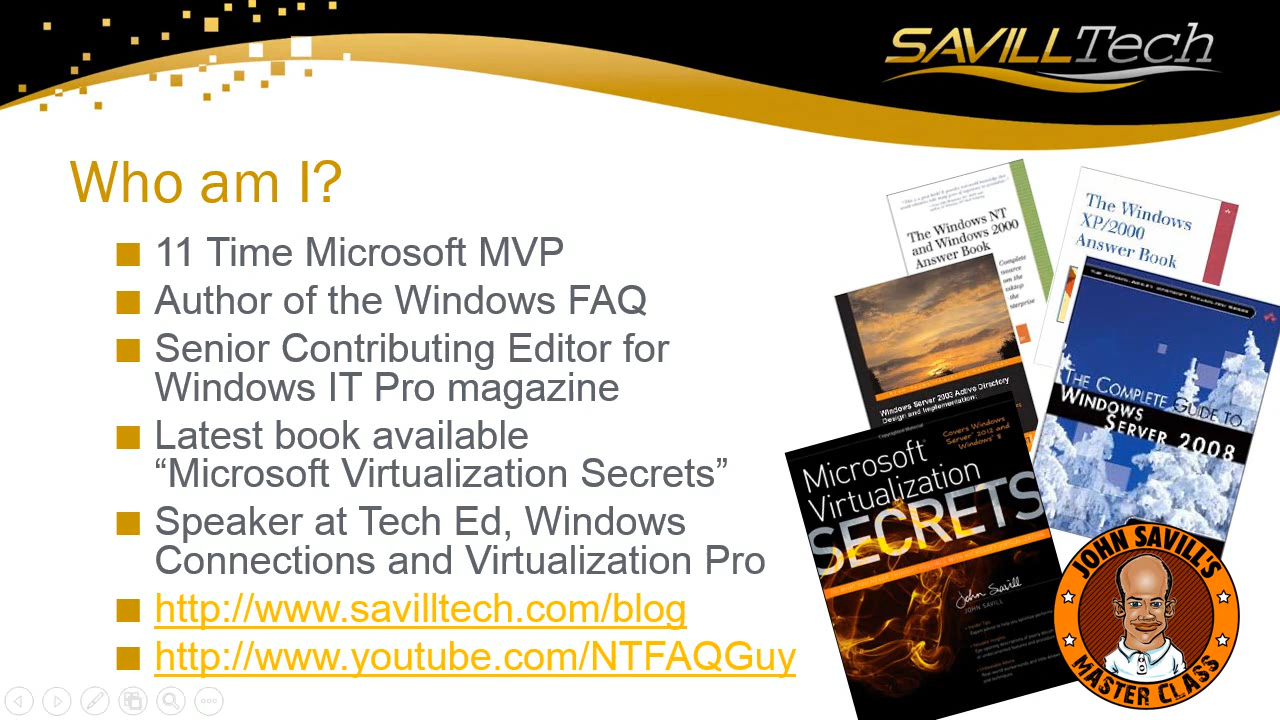 SAVILLTech
Who am I?
11 Time Microsoft MVP
Author of the Windows FAQ
Senior Contributing Editor for
Windows IT Pro magazine
Latest book available
“Microsoft Virtualization Secrets”
Speaker at Tech Ed, Windows
Connections and Virtualization Pro
http://www.savilltech.com/blog
http://www.youtube.com/NTFAQGuy
The Windows NT
and Windows 2000
Answer Book
Complete
The Windows
XP/2000
Answer Book
Windows Server 2003 Active Directory
Design and Implementation:
THE COMPLETE GUIDE TO
WINDOWS
SERVER 2008
Covers Windows
Server 2012 and
Windows 8
Microsoft
Virtualization
SECRETS
John Savill
JOHN SAVILL
JOHN SAVILL'S
MASTER CLASS